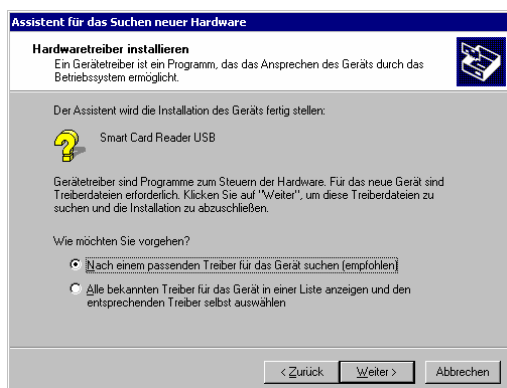 Assistent für das Suchen neuer Hardware
Hardwaretreiber installieren
Ein Gerätetreiber ist ein Programm, das das Ansprechen des Geräts durch das
Betriebssystem ermöglicht.
Der Assistent wird die Installation des Geräts fertig stellen:
Smart Card Reader USB
Gerätetreiber sind Programme zum Steuern der Hardware. Für das neue Gerät sind
Treiberdateien erforderlich. Klicken Sie auf "Weiter", um diese Treiberdateien zu
suchen und die Installation zu abzuschließen.
Wie möchten Sie vorgehen?
Nach einem passenden Treiber für das Gerät suchen (empfohlen)
Alle bekannten Treiber für das Gerät in einer Liste anzeigen und den
entsprechenden Treiber selbst auswählen
< Zurück Weiter > Abbrechen